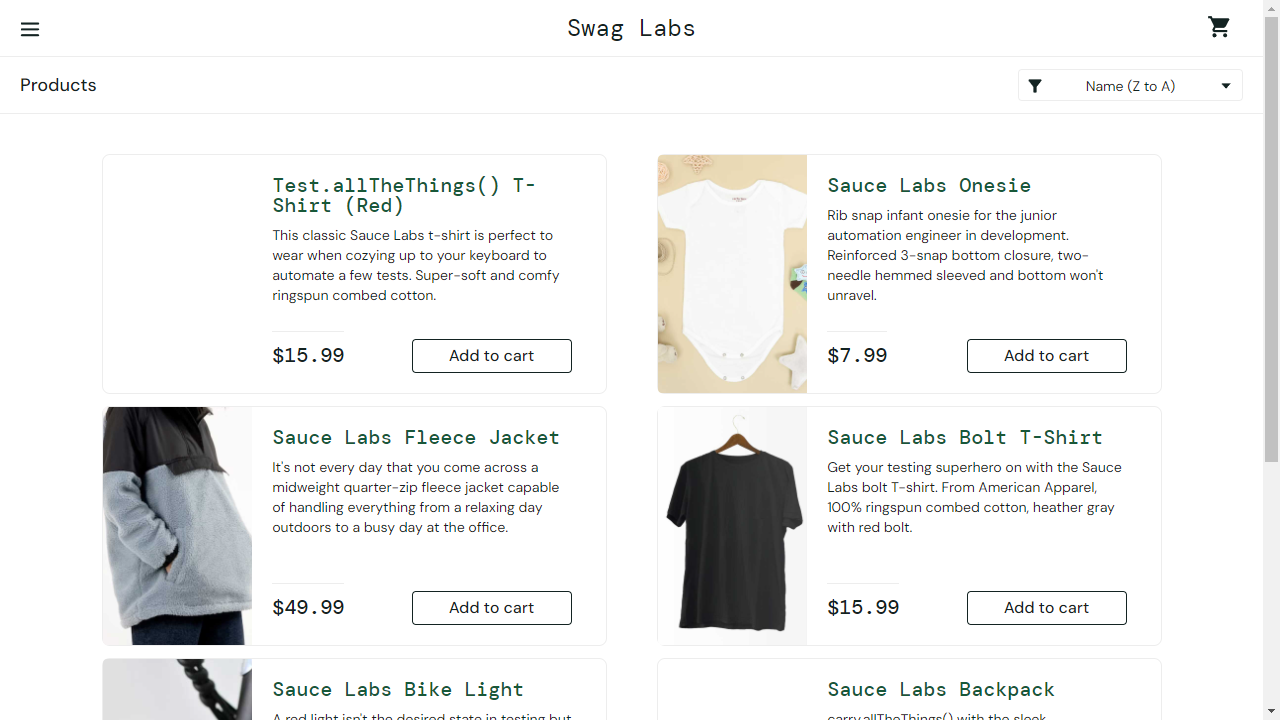 Swag Labs
Products
Name (Z to A)
Test.allTheThings() T-
Shirt (Red)
This classic Sauce Labs t-shirt is perfect to
wear when cozying up to your keyboard to
automate a few tests. Super-soft and comfy
ringspun combed cotton.
$15.99
Add to cart
Sauce Labs Onesie
Rib snap infant onesie for the junior
automation engineer in development.
Reinforced 3-snap bottom closure, two-
needle hemmed sleeved and bottom won't
unravel.
$7.99
Add to cart
Sauce Labs Fleece Jacket
It's not every day that you come across a
midweight quarter-zip fleece jacket capable
of handling everything from a relaxing day
outdoors to a busy day at the office.
$49.99
Add to cart
Sauce Labs Bolt T-Shirt
Get your testing superhero on with the Sauce
Labs bolt T-shirt. From American Apparel,
100% ringspun combed cotton, heather gray
with red bolt.
$15.99
Add to cart
Sauce Labs Bike Light
A red light isn't the desired state in testing but
Sauce Labs Backpack
carry.allTheThings() with the sleek,